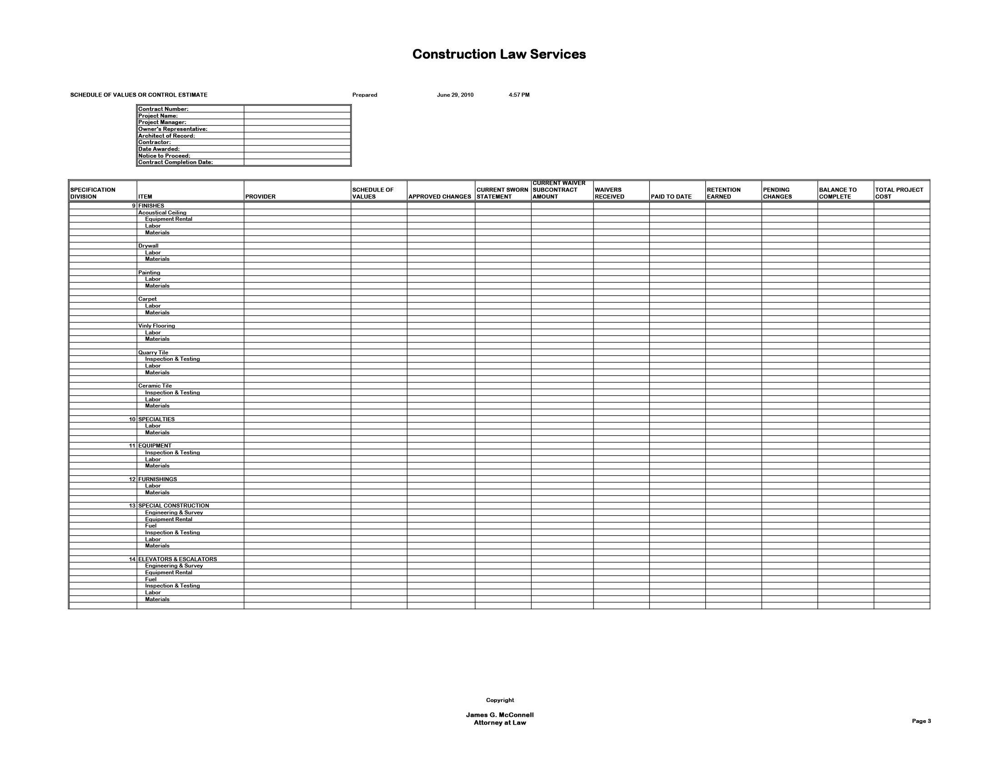 Construction Law Services
SCHEDULE OF VALUES OR CONTROL ESTIMATE Prepared June 29, 2010 4:57 PM
Contract Number:
Project Name:
Project Manager:
Owner's Representative:
Architect of Record:
Contractor:
Date Awarded:
Notice to Proceed:
Contract Completion Date:
SPECIFICATION DIVISION ITEM PROVIDER SCHEDULE OF VALUES APPROVED CHANGES CURRENT SWORN STATEMENT CURRENT WAIVER SUBCONTRACT AMOUNT WAIVERS RECEIVED PAID TO DATE RETENTION EARNED PENDING CHANGES BALANCE TO COMPLETE TOTAL PROJECT COST
9 FINISHES
Acoustical Ceiling
Equipment Rental
Labor
Materials
Drywall
Labor
Materials
Painting
Labor
Materials
Carpet
Labor
Materials
Vinly Flooring
Labor
Materials
Quarry Tile
Inspection & Testing
Labor
Materials
Ceramic Tile
Inspection & Testing
Labor
Materials
10 SPECIALTIES
Labor
Materials
11 EQUIPMENT
Inspection & Testing
Labor
Materials
12 FURNISHINGS
Labor
Materials
13 SPECIAL CONSTRUCTION
Engineering & Survey
Equipment Rental
Fuel
Inspection & Testing
Labor
Materials
14 ELEVATORS & ESCALATORS
Engineering & Survey
Equipment Rental
Fuel
Inspection & Testing
Labor
Materials
Copyright
James G. McConnell
Attorney at Law
Page 3